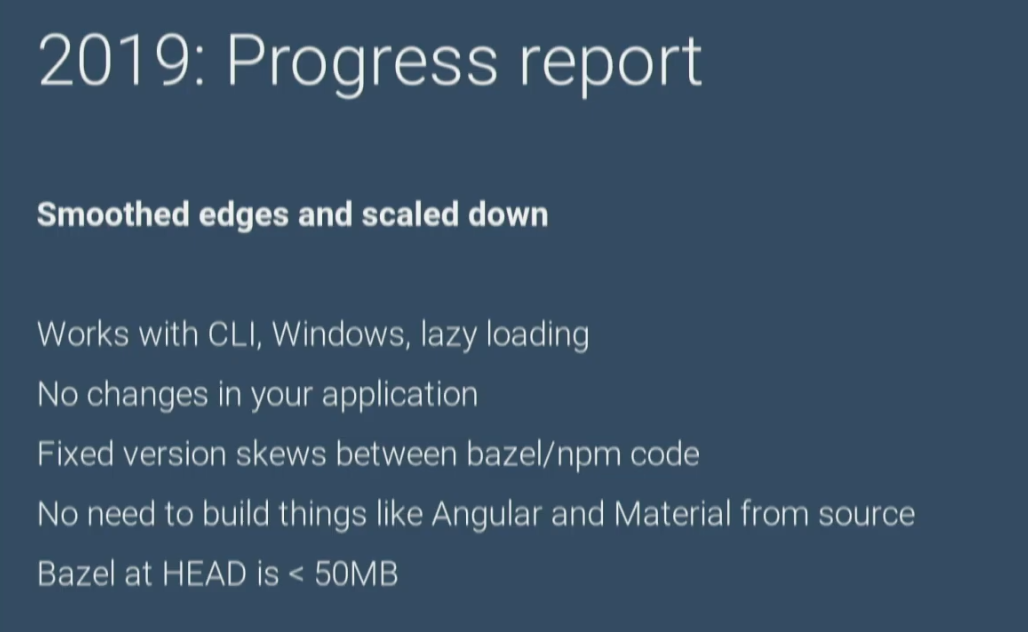 2019: Progress report
Smoothed edges and scaled down
Works with CLI, Windows, lazy loading
No changes in your application
Fixed version skews between bazel/npm code
No need to build things like Angular and Material from source
Bazel at HEAD is < 50MB